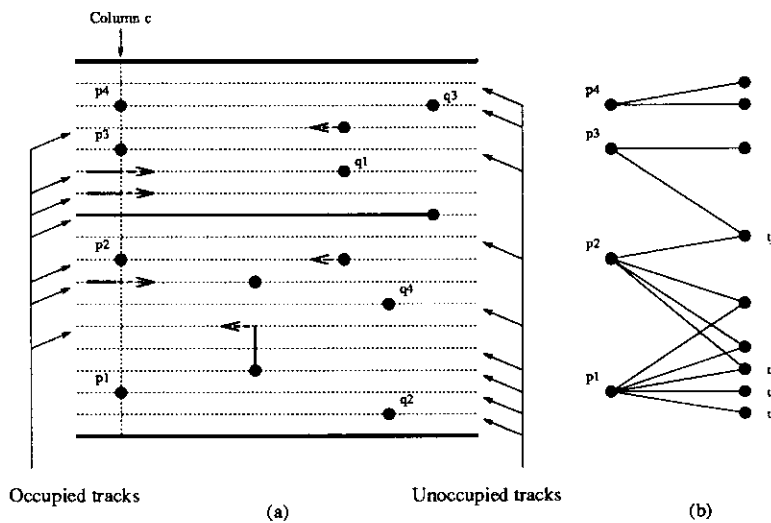 Column c
p4
q3
p3
q1
p2
q4
p1
q2
Occupied tracks
(a)
Unoccupied tracks
p4
p3
p2
p1
(b)